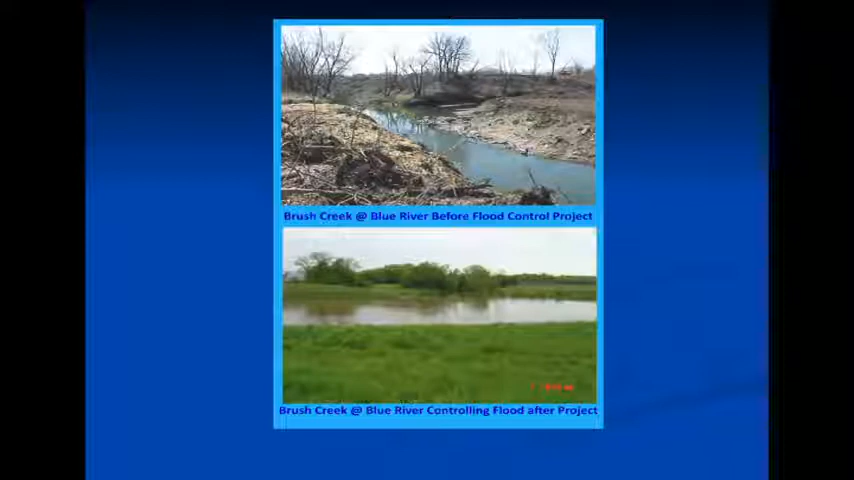 Brush Creek @ Blue River Before Flood Control Project
Brush Creek @ Blue River Controlling Flood after Project